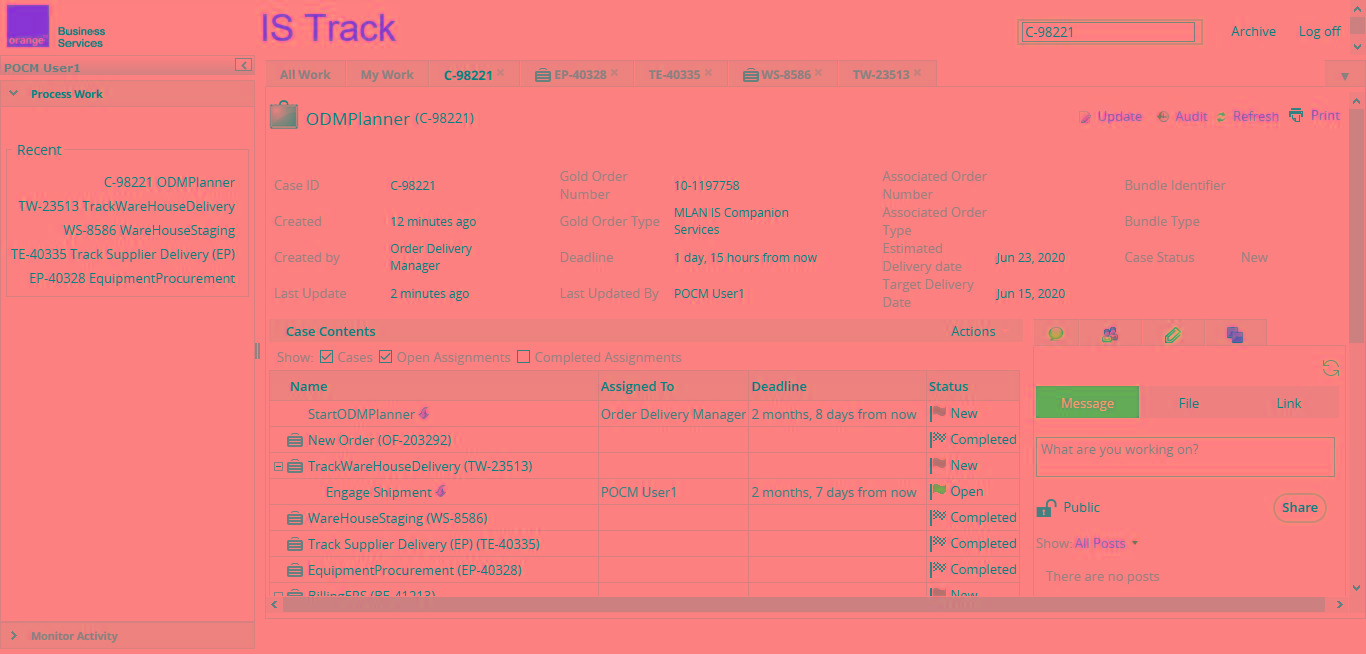 orange™
Business
Services
IS Track
C-98221
Archive
Log off
POCM User1
Process Work
Recent
C-98221 ODMPlanner
TW-23513 TrackWareHouseDelivery
WS-8586 WareHouseStaging
TE-40335 Track Supplier Delivery (EP)
EP-40328 EquipmentProcurement
Monitor Activity
All Work
My Work
C-98221
EP-40328
TE-40335
WS-8586
TW-23513
ODMPlanner (C-98221)
Update
Audit
Refresh
Print
Case ID
C-98221
Gold Order
Number
10-1197758
Associated Order
Number
Bundle Identifier
Created
12 minutes ago
Gold Order Type
MLAN IS Companion
Services
Associated Order
Type
Bundle Type
Created by
Order Delivery
Manager
Deadline
1 day, 15 hours from now
Estimated
Delivery date
Jun 23, 2020
Case Status
New
Last Update
2 minutes ago
Last Updated By
POCM User1
Target Delivery
Date
Jun 15, 2020
Case Contents
Actions
Show: Cases Open Assignments Completed Assignments
Name Assigned To Deadline Status
StartODMPlanner Order Delivery Manager 2 months, 8 days from now New
New Order (OF-203292) Completed
TrackWareHouseDelivery (TW-23513) New
Engage Shipment POCM User1 2 months, 7 days from now Open
WareHouseStaging (WS-8586) Completed
Track Supplier Delivery (EP) (TE-40335) Completed
EquipmentProcurement (EP-40328) Completed
New
Message
File
Link
What are you working on?
Public
Share
Show: All Posts
There are no posts